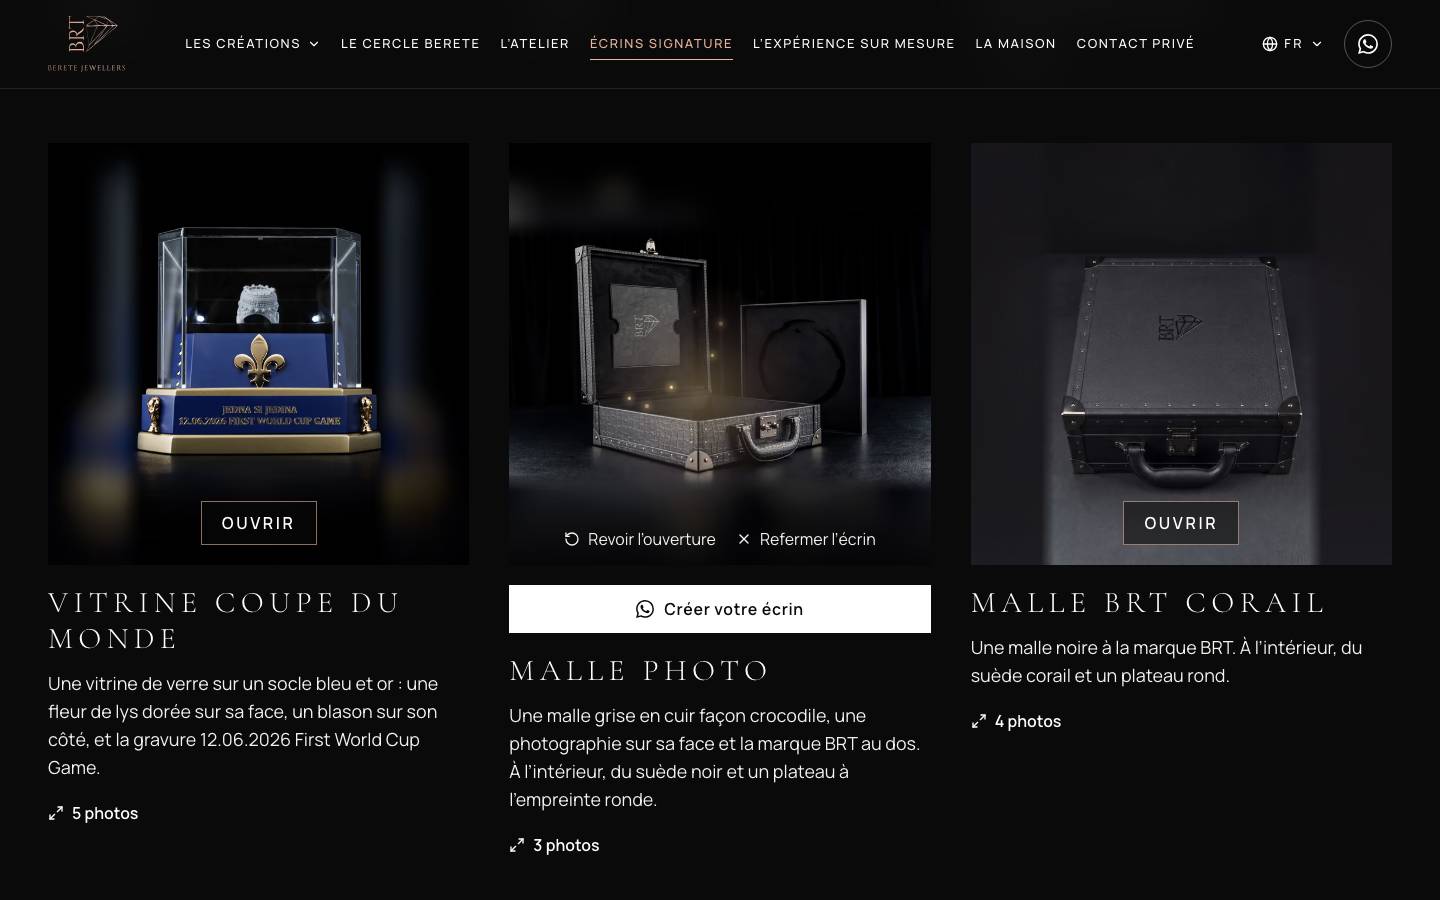 BRT
BERETE JEWELLERS
LES CRÉATIONS
LE CERCLE BERETE
L'ATELIER
ÉCRINS SIGNATURE
L'EXPÉRIENCE SUR MESURE
LA MAISON
CONTACT PRIVÉ
FR
JEDNA SI JEDINA
12.06.2026 FIRST WORLD CUP GAME
OUVRIR
VITRINE COUPE DU
MONDE
Une vitrine de verre sur un socle bleu et or : une
fleur de lys dorée sur sa face, un blason sur son
côté, et la gravure 12.06.2026 First World Cup
Game.
5 photos
BRT
Revoir l'ouverture
Refermer l'écrin
Créer votre écrin
MALLE PHOTO
Une malle grise en cuir façon crocodile, une
photographie sur sa face et la marque BRT au dos.
À l'intérieur, du suède noir et un plateau à
l'empreinte ronde.
3 photos
BRT
OUVRIR
MALLE BRT CORAIL
Une malle noire à la marque BRT. À l'intérieur, du
suède corail et un plateau rond.
4 photos